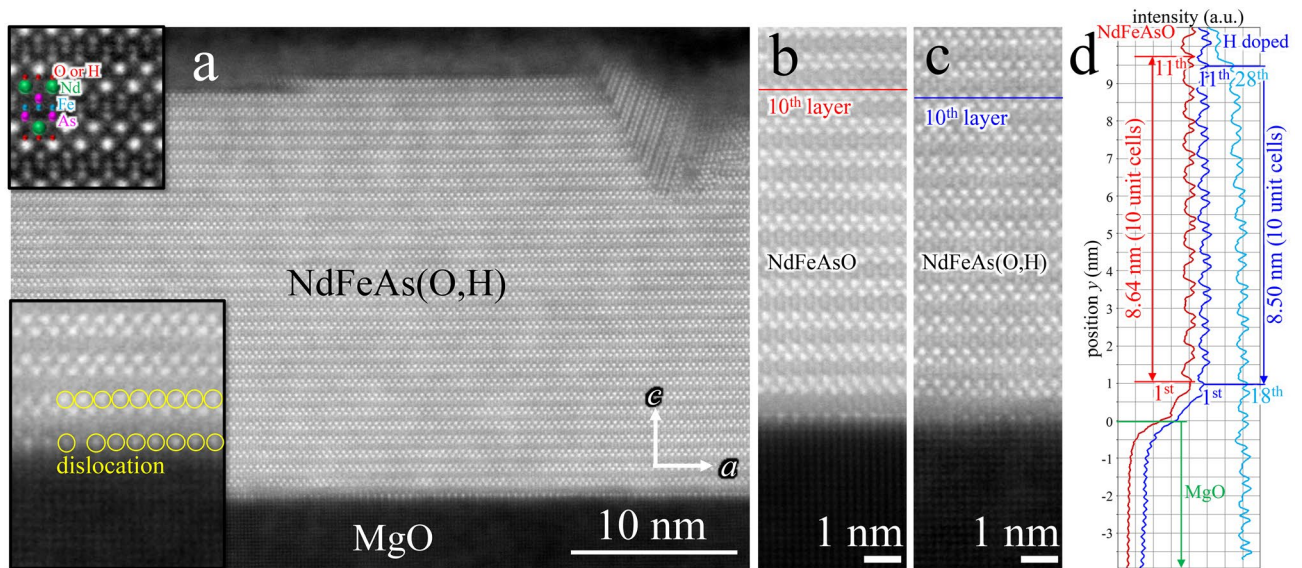 a
O or H
Nd
Fe
As
NdFeAs(O,H)
dislocation
c
a
MgO
10 nm
b
10th layer
NdFeAsO
1 nm
c
10th layer
NdFeAs(O,H)
1 nm
d
intensity (a.u.)
NdFeAsO
H doped
11th
11th
28th
8.64 nm (10 unit cells)
8.50 nm (10 unit cells)
position y (nm)
9
8
7
6
5
4
3
2
1
0
-1
-2
-3
1st
1st
18th
MgO